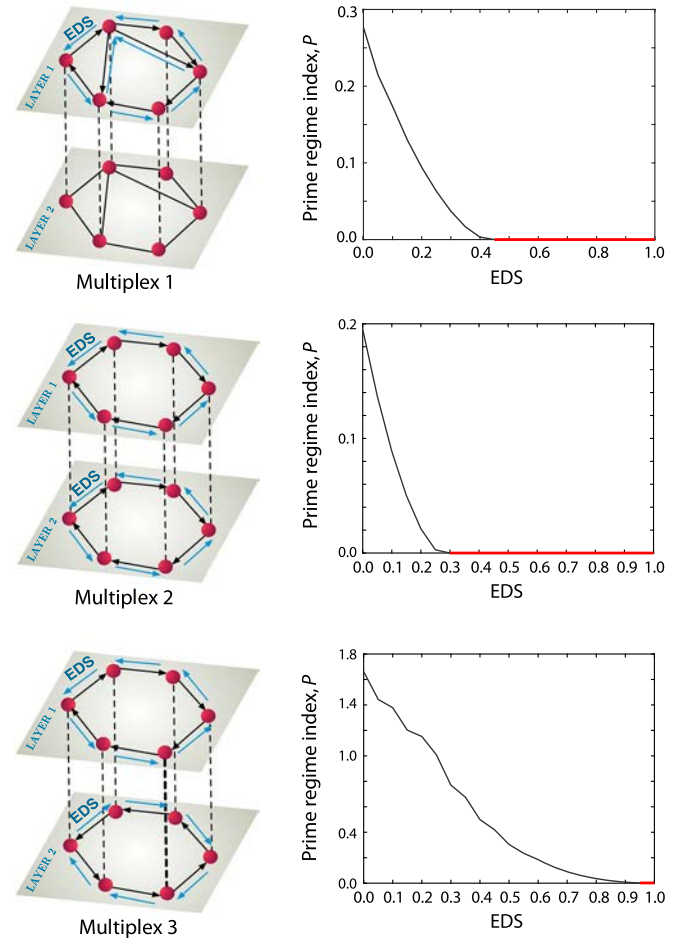 EDS
LAYER 1
LAYER 2
Multiplex 1
Prime regime index, P
0.3
0.2
0.1
0.0
0.0 0.2 0.4 0.6 0.8 1.0
EDS
EDS
LAYER 1
EDS
LAYER 2
Multiplex 2
Prime regime index, P
0.2
0.1
0.0
0.0 0.1 0.2 0.3 0.4 0.5 0.6 0.7 0.8 0.9 1.0
EDS
EDS
LAYER 1
EDS
LAYER 2
Multiplex 3
Prime regime index, P
1.8
1.4
1.0
0.4
0.0
0.0 0.1 0.2 0.3 0.4 0.5 0.6 0.7 0.8 0.9 1.0
EDS